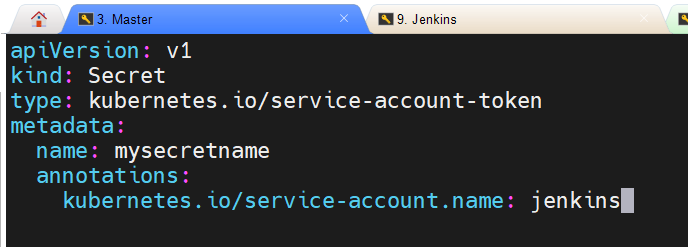 3. Master
9. Jenkins
apiVersion: v1
kind: Secret
type: kubernetes.io/service-account-token
metadata:
  name: mysecretname
  annotations:
    kubernetes.io/service-account.name: jenkins